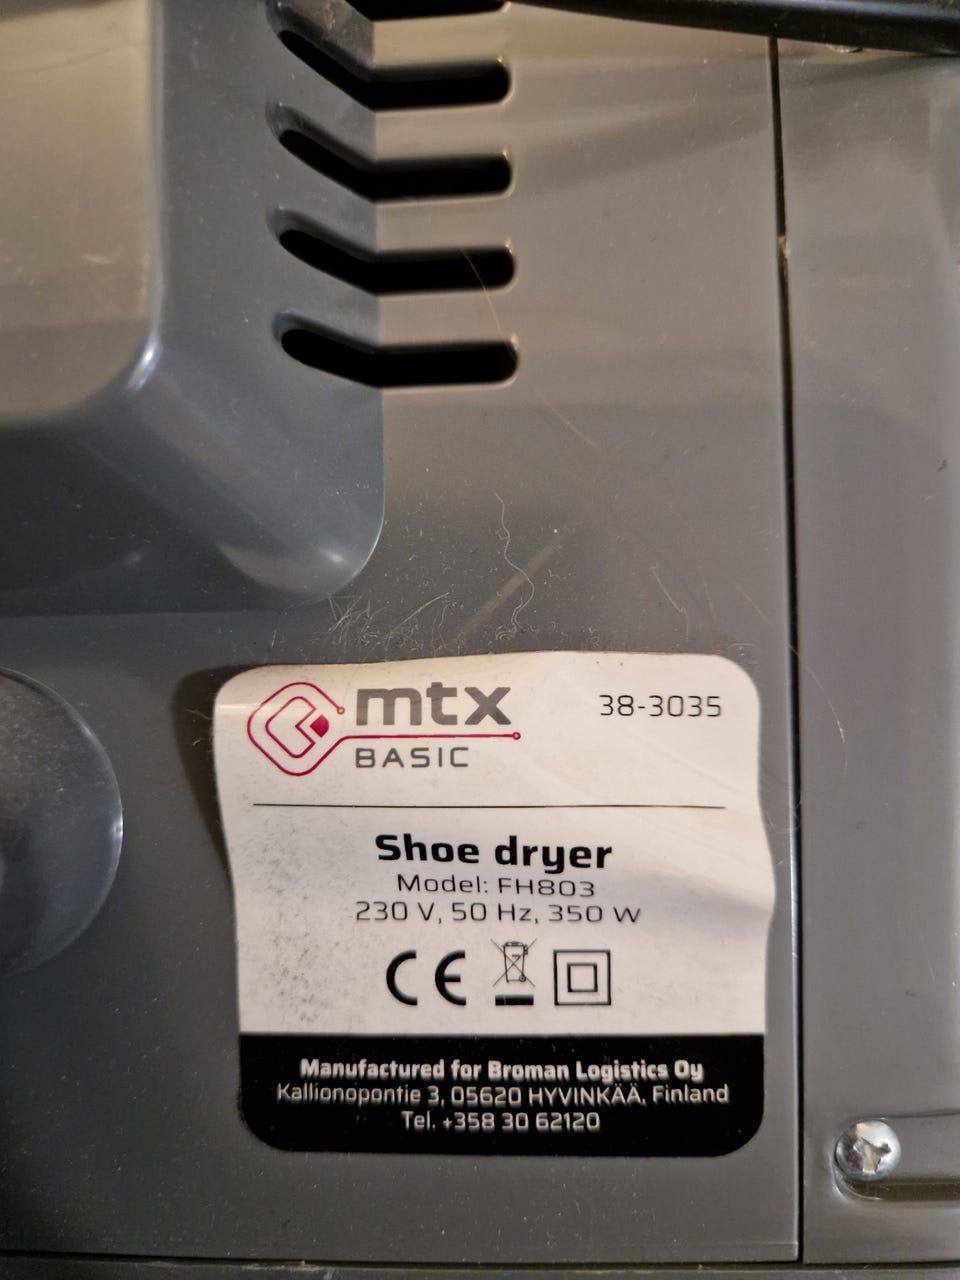 mtx
38-3035
BASIC
Shoe dryer
Model: FH803
230 V, 50 Hz, 350 W
CE
Manufactured for Broman Logistics Oy
Kallionopontie 3, 05620 HYVINKÄÄ, Finland
Tel. +358 30 62120